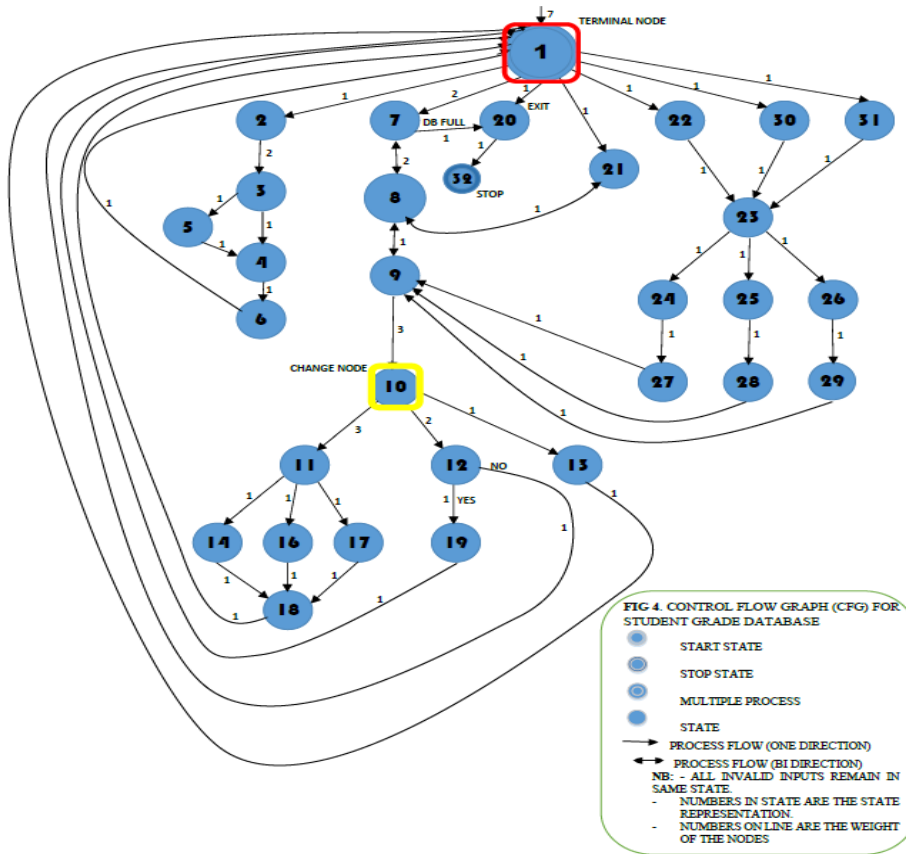 7
TERMINAL NODE
1
1 2 1 EXIT 1 1 1 1
2 7 DB FULL 20 22 30 31
1
2 2 1 32 STOP 21 1 1 1
3 8 1 23
1 1 5 1 4
1 1 1 9 1 1 1
6 24 25 26
3 1 1 1 1
CHANGE NODE 10 27 28 29
1
3 2 1
11 12 NO 13
1 1 1 1 YES 1 1
14 16 17 19
1 1 1
1 18 1
FIG 4. CONTROL FLOW GRAPH (CFG) FOR
STUDENT GRADE DATABASE
START STATE
STOP STATE
MULTIPLE PROCESS
STATE
PROCESS FLOW (ONE DIRECTION)
PROCESS FLOW (BI DIRECTION)
NB: - ALL INVALID INPUTS REMAIN IN
SAME STATE.
- NUMBERS IN STATE ARE THE STATE
REPRESENTATION.
- NUMBERS ON LINE ARE THE WEIGHT
OF THE NODES